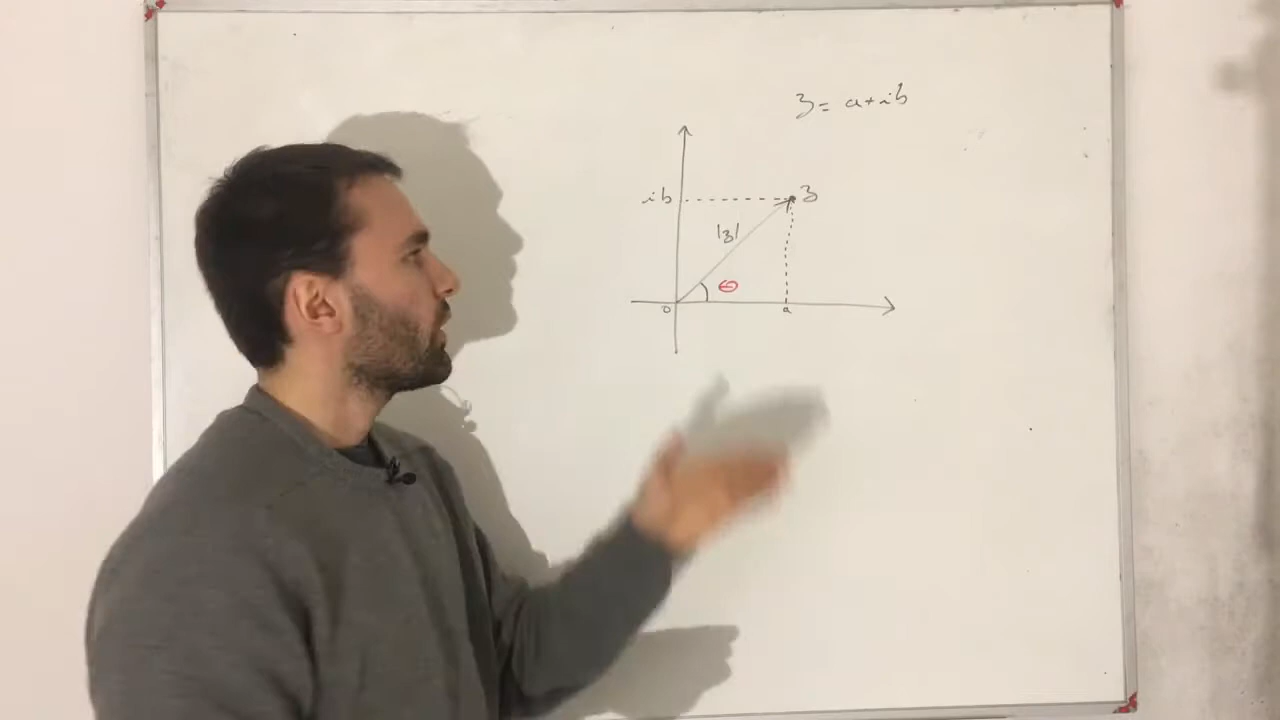 z = a + ib
ib
z
|z|
θ
0
a